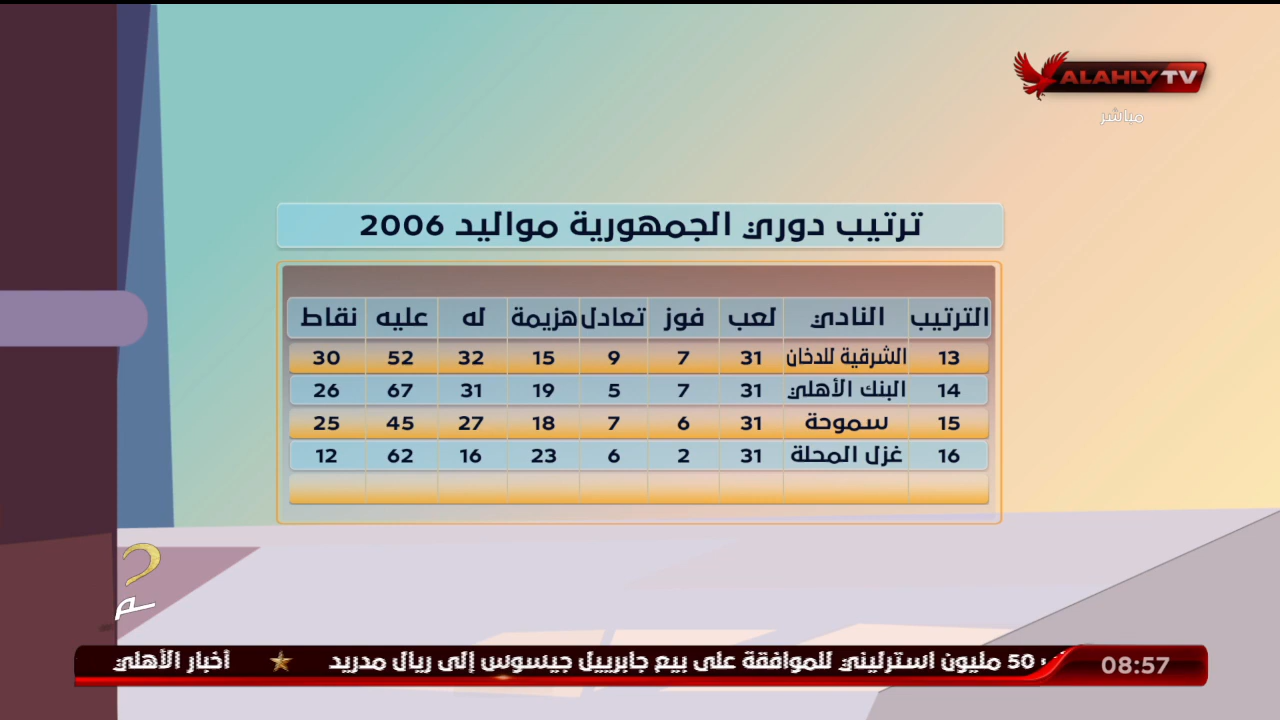 ALAHLY TV
مباشر
ترتيب دوري الجمهورية مواليد 2006
الترتيب النادي لعب فوز تعادل هزيمة له عليه نقاط
13 الشرقية للدخان 31 7 9 15 32 52 30
14 البنك الأهلي 31 7 5 19 31 67 26
15 سموحة 31 6 7 18 27 45 25
16 غزل المحلة 31 2 6 23 16 62 12
50 مليون استرليني للموافقة على بيع جابرييل جيسوس إلى ريال مدريد أخبار الأهلي
08:57